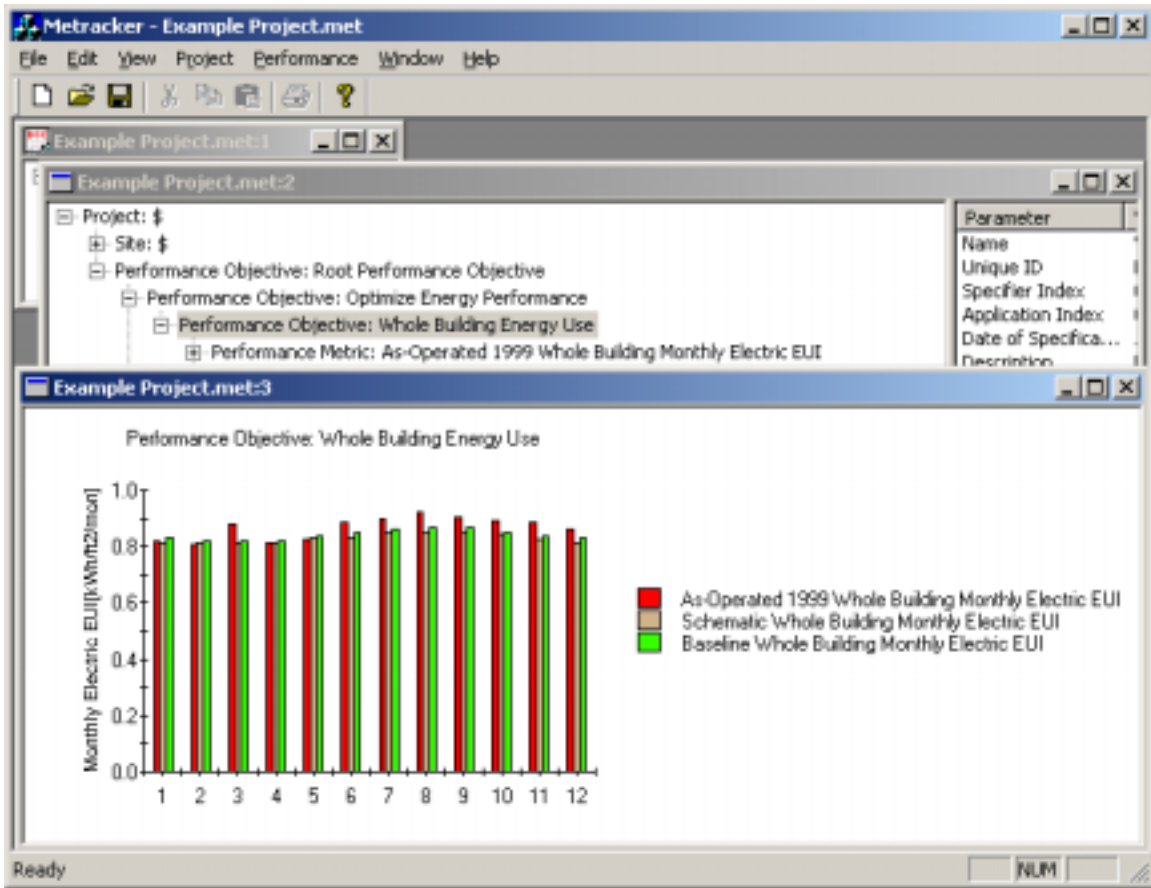 Metracker - Example Project.met
File Edit View Project Performance Window Help
Example Project.met:1
Example Project.met:2
Project: $
Site: $
Performance Objective: Root Performance Objective
Performance Objective: Optimize Energy Performance
Performance Objective: Whole Building Energy Use
Performance Metric: As-Operated 1999 Whole Building Monthly Electric EUI
Parameter
Name
Unique ID
Specifier Index
Application Index
Date of Specifica...
Description
Example Project.met:3
Performance Objective: Whole Building Energy Use
Monthly Electric EUI[kWh/ft2/mon]
1.0
0.8
0.6
0.4
0.2
0.0
1 2 3 4 5 6 7 8 9 10 11 12
As-Operated 1999 Whole Building Monthly Electric EUI
Schematic Whole Building Monthly Electric EUI
Baseline Whole Building Monthly Electric EUI
Ready
NUM